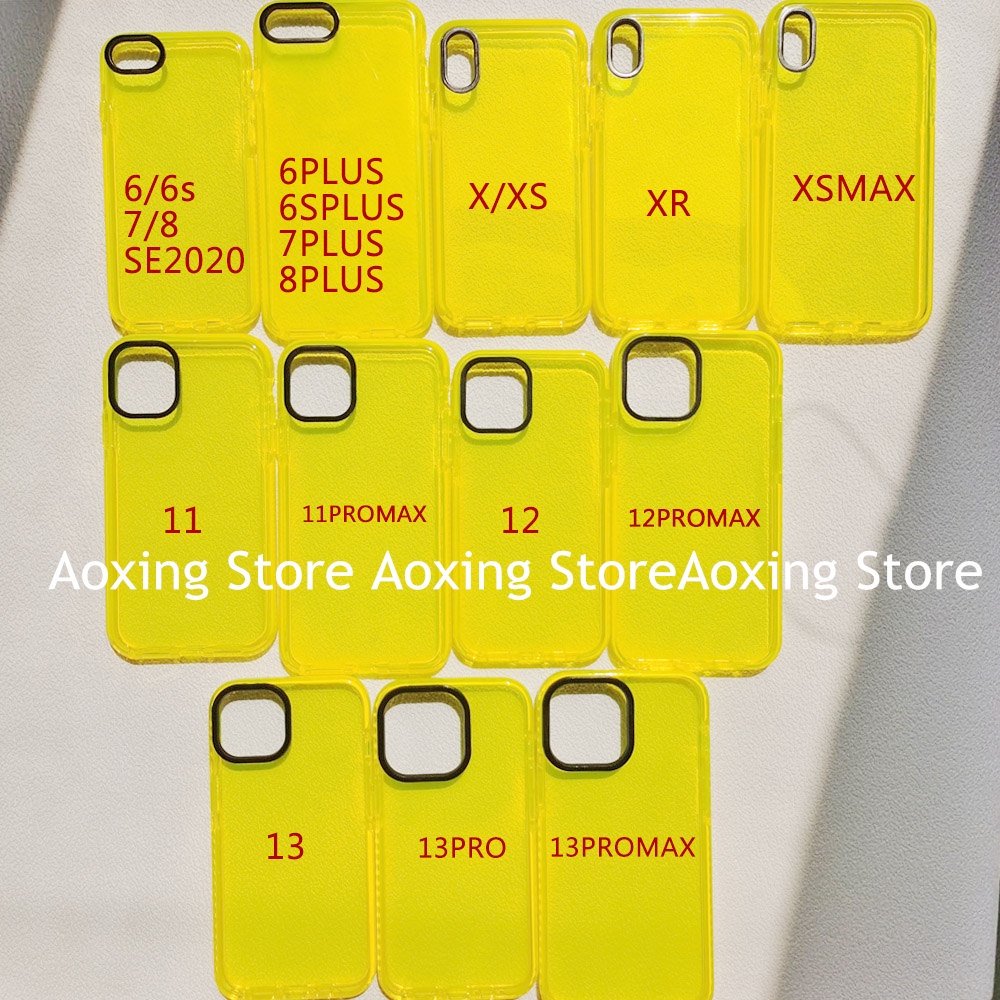 6/6s
7/8
SE2020
6PLUS
6SPLUS
7PLUS
8PLUS
X/XS
XR
XSMAX
11
11PROMAX
12
12PROMAX
Aoxing Store Aoxing StoreAoxing Store
13
13PRO
13PROMAX